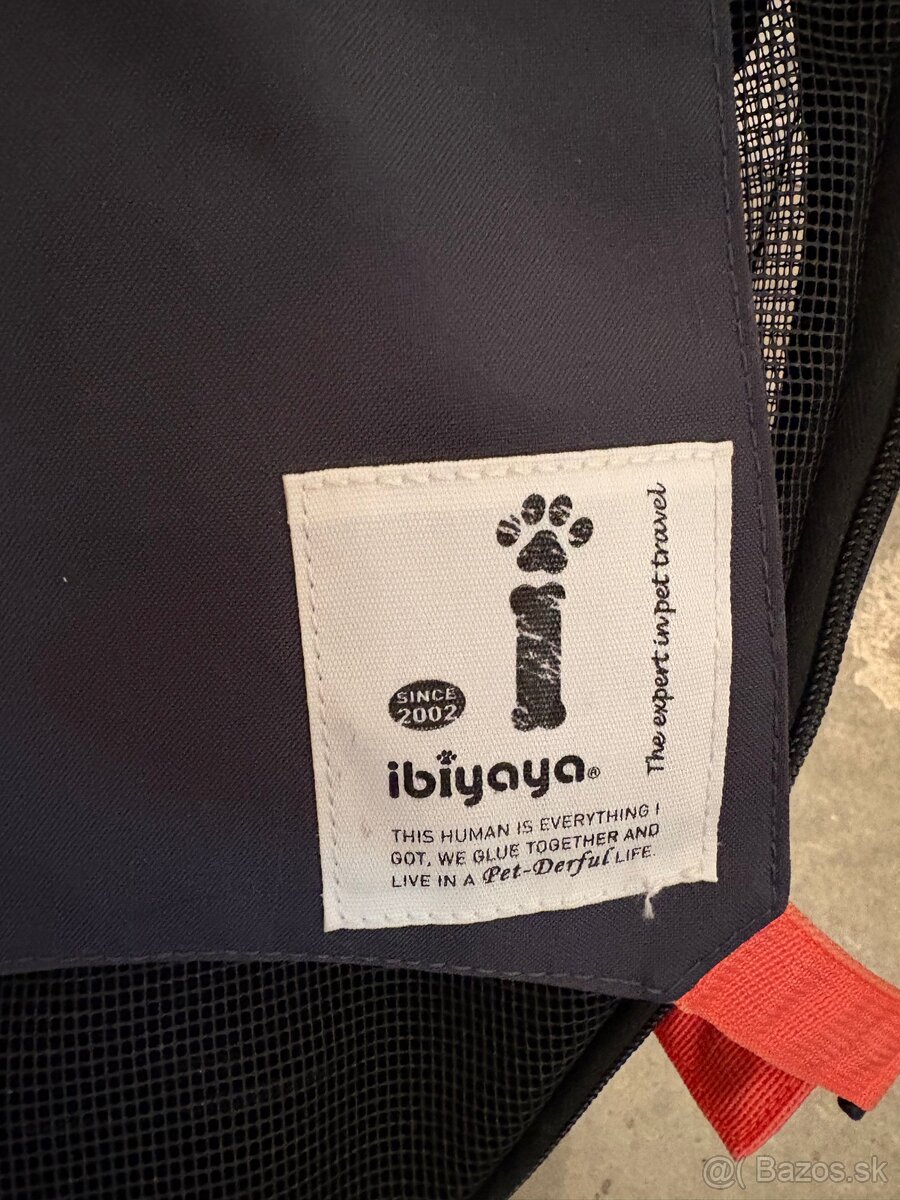 The expert in pet travel
SINCE
2002
ibiyaya®
THIS HUMAN IS EVERYTHING I
GOT, WE GLUE TOGETHER AND
LIVE IN A Pet-Derful LIFE.
@( Bazos.sk